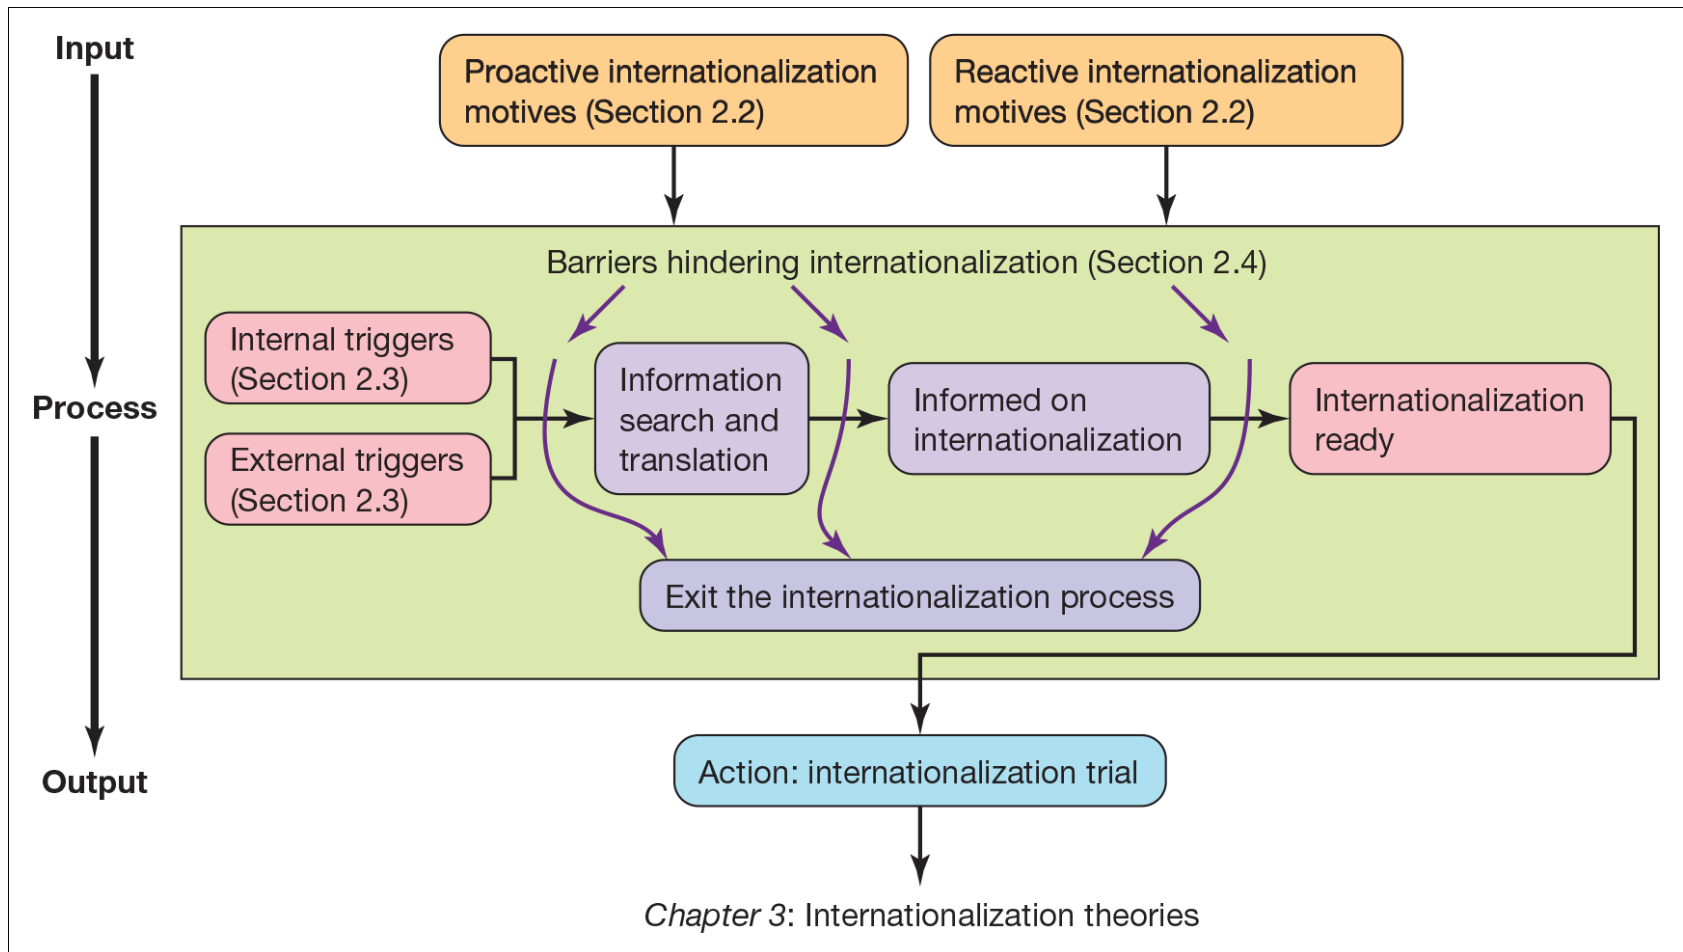 Input
Proactive internationalization
motives (Section 2.2)
Reactive internationalization
motives (Section 2.2)
Barriers hindering internationalization (Section 2.4)
Internal triggers
(Section 2.3)
External triggers
(Section 2.3)
Information
search and
translation
Informed on
internationalization
Internationalization
ready
Process
Exit the internationalization process
Output
Action: internationalization trial
Chapter 3: Internationalization theories